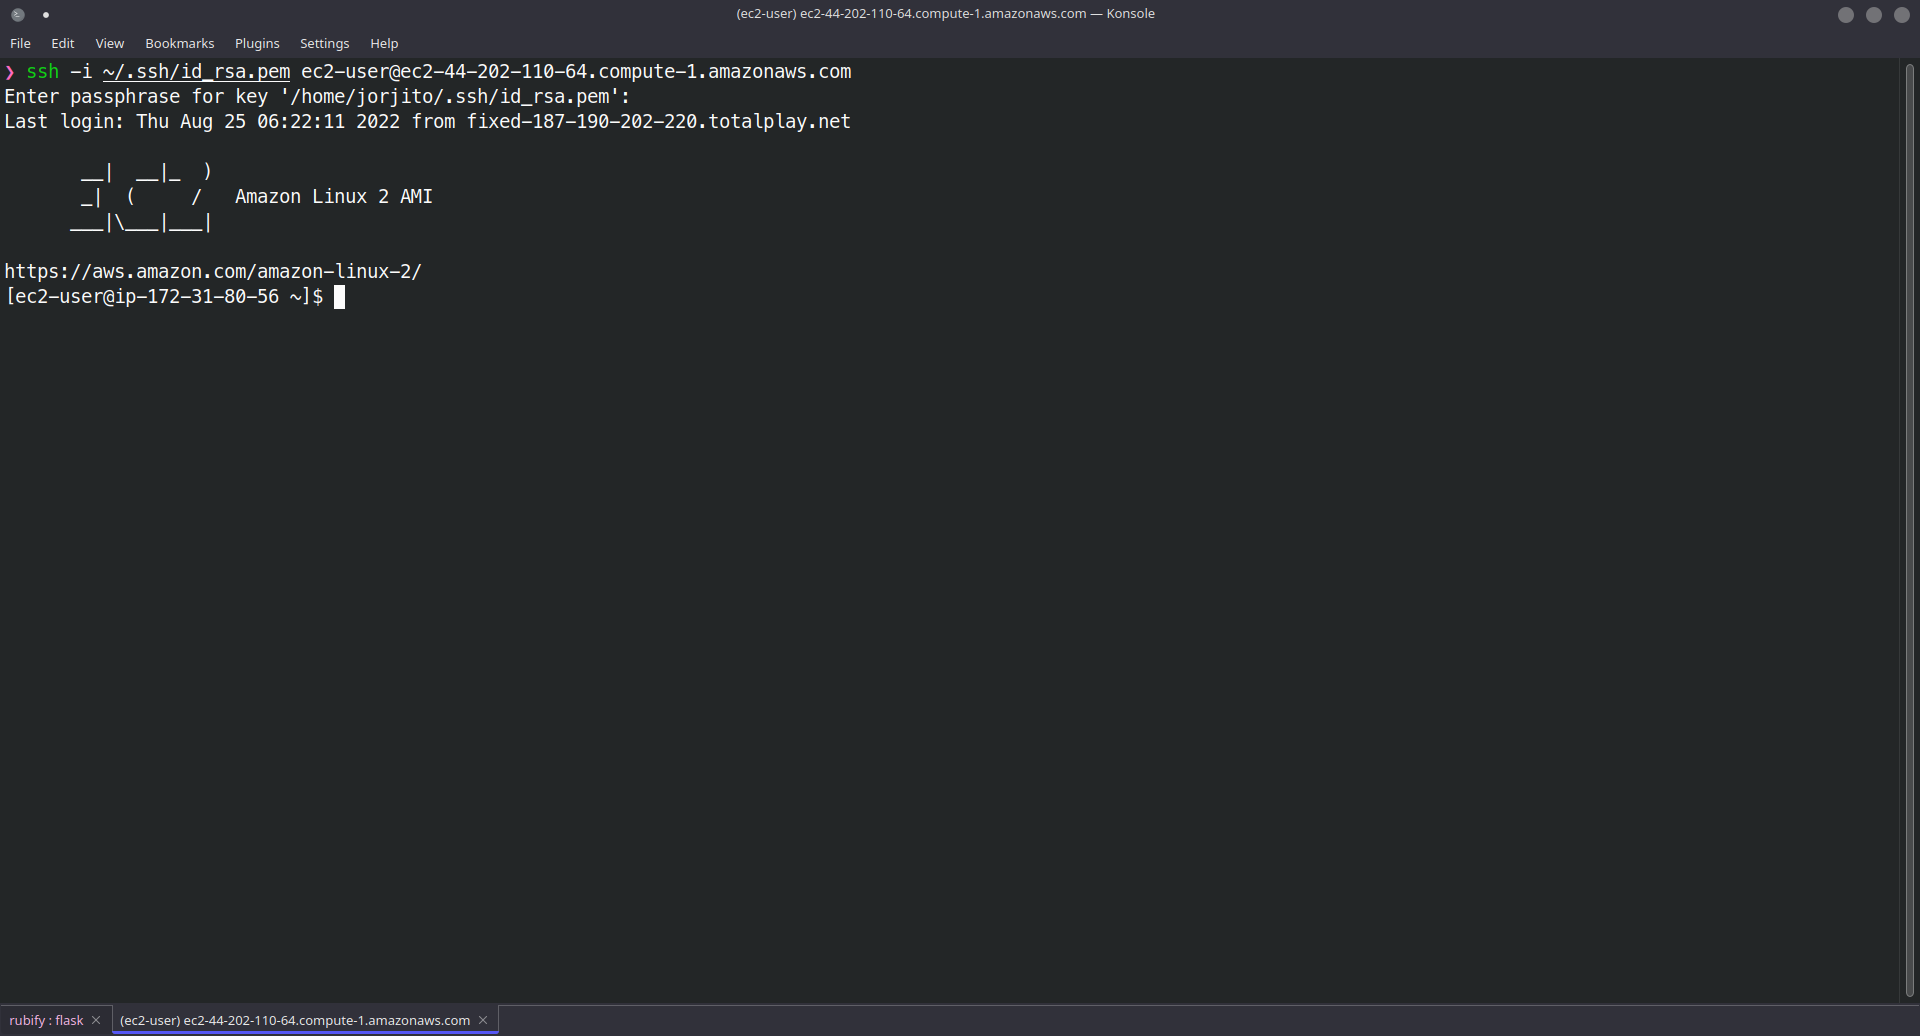 (ec2-user) ec2-44-202-110-64.compute-1.amazonaws.com — Konsole
File Edit View Bookmarks Plugins Settings Help
❯ ssh -i ~/.ssh/id_rsa.pem ec2-user@ec2-44-202-110-64.compute-1.amazonaws.com
Enter passphrase for key '/home/jorjito/.ssh/id_rsa.pem':
Last login: Thu Aug 25 06:22:11 2022 from fixed-187-190-202-220.totalplay.net
       __|  __|_  )
       _|  (     /   Amazon Linux 2 AMI
      ___|\___|___|
https://aws.amazon.com/amazon-linux-2/
[ec2-user@ip-172-31-80-56 ~]$
rubify : flask (ec2-user) ec2-44-202-110-64.compute-1.amazonaws.com